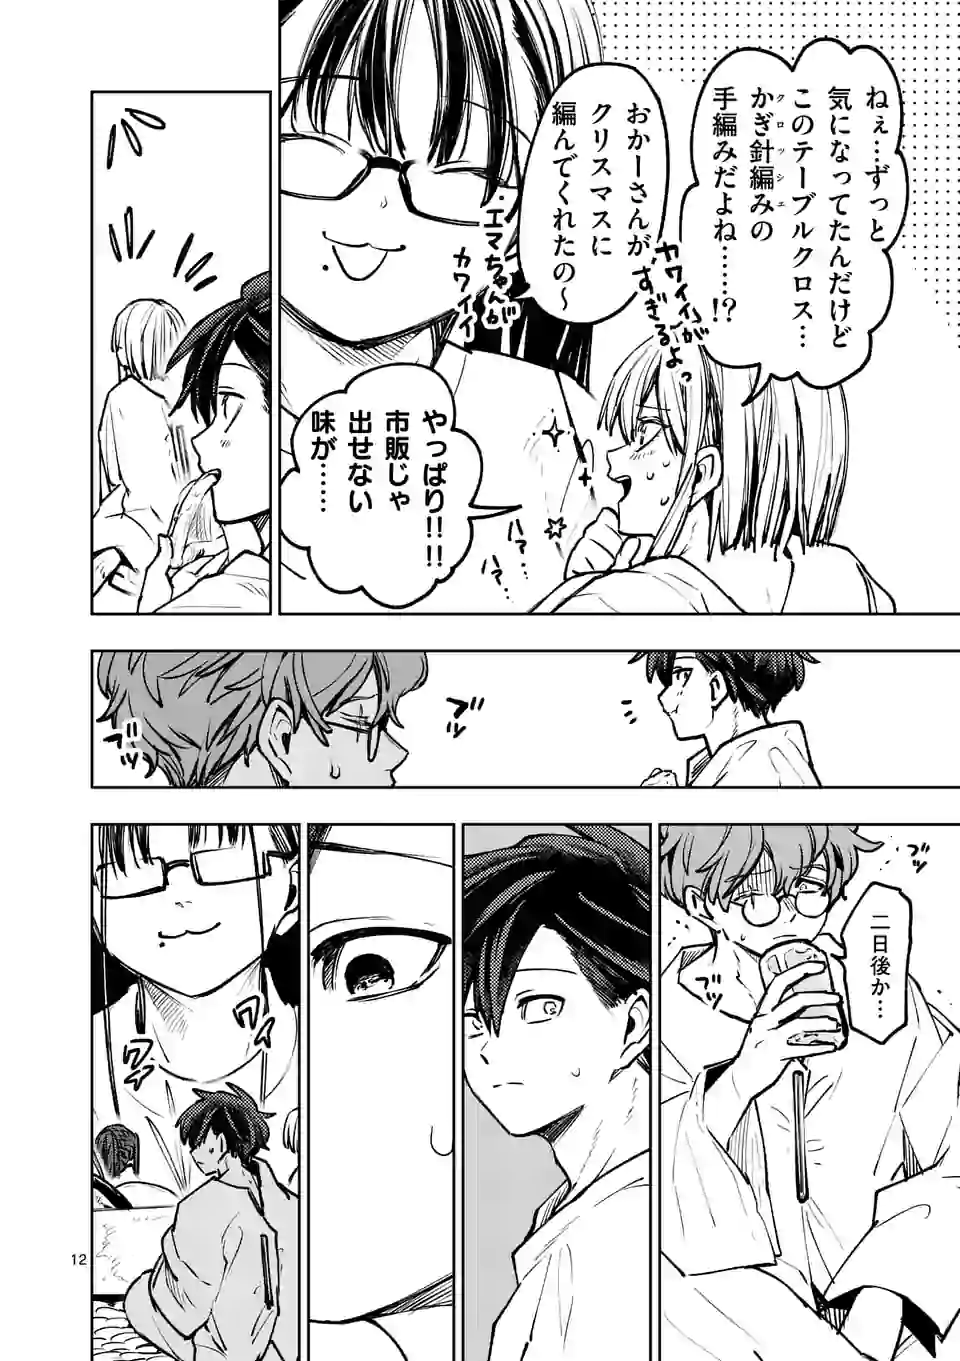 ねぇ…ずっと
気になってたんだけど
このテーブルクロス…
かぎ針編みの
クロッシェ
手編みだよね……!?
おかーさんが
クリスマスに
編んでくれたの〜
「カワイイ」が
すぎるよっ
・エマちゃんが
カワイイ
やっぱり!!!
市販じゃ
出せない
味が……
ハ?…
ハ?…
ブツ
ブツ
ブツ
ブツ
二日後か…
ワイ
ワイ
12